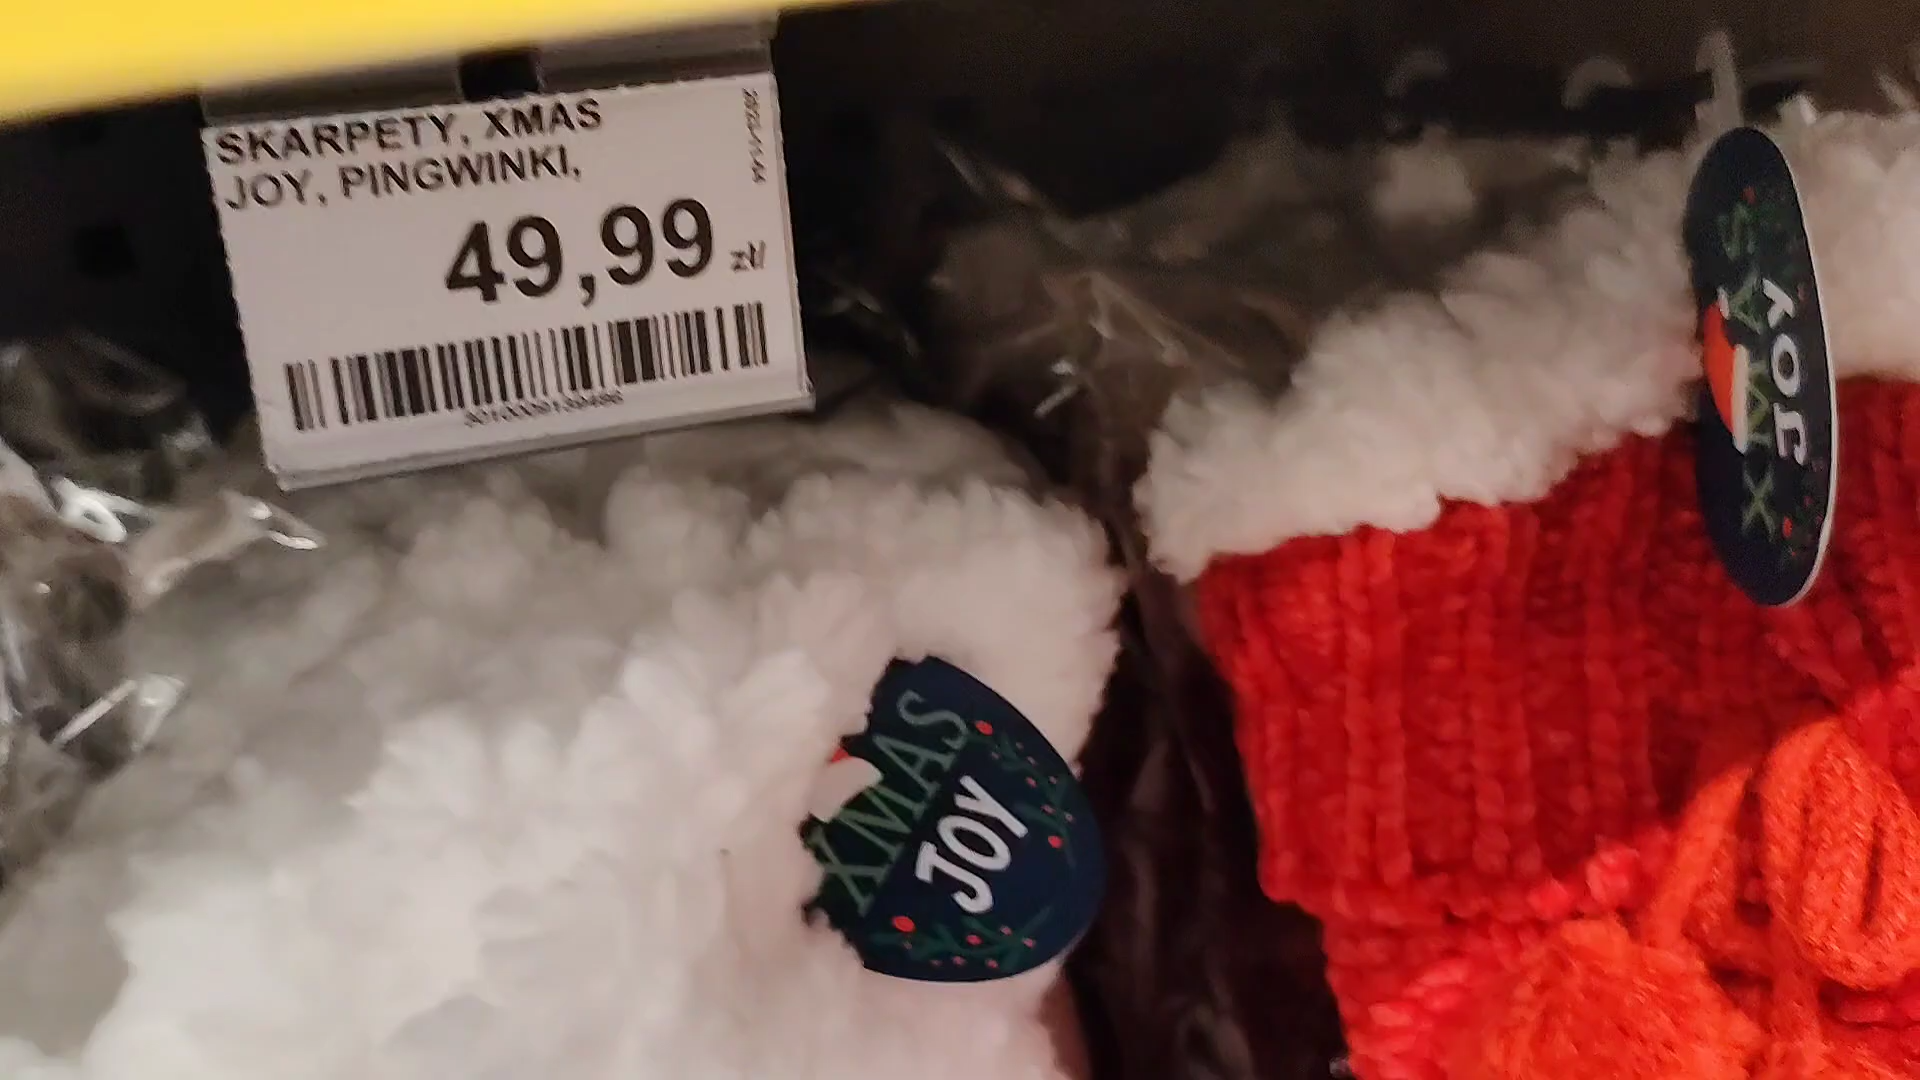 SKARPETY, XMAS
JOY, PINGWINKI,
49,99 zł/
XMAS
JOY
XMAS
JOY